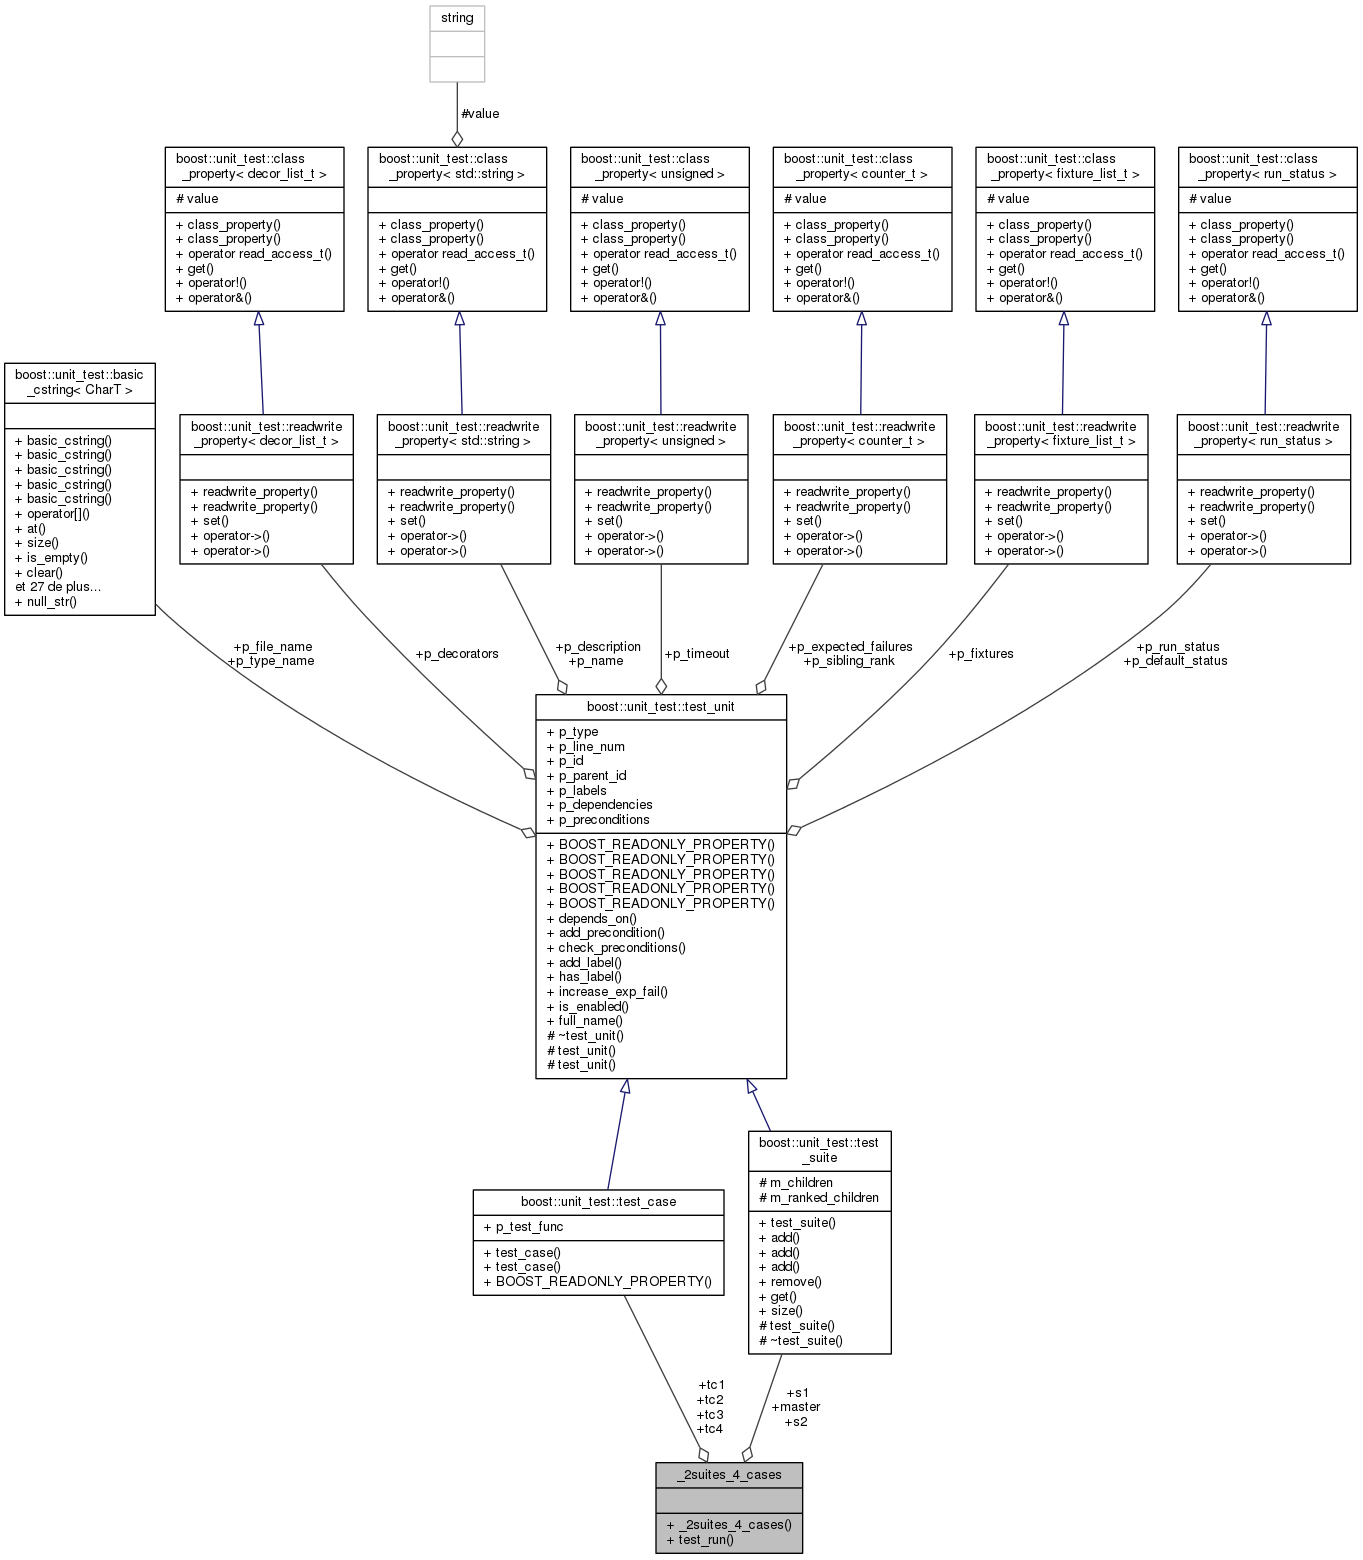 string
#value
boost::unit_test::class
_property< decor_list_t >
# value
+ class_property()
+ class_property()
+ operator read_access_t()
+ get()
+ operator!()
+ operator&()
boost::unit_test::class
_property< std::string >
+ class_property()
+ class_property()
+ operator read_access_t()
+ get()
+ operator!()
+ operator&()
boost::unit_test::class
_property< unsigned >
# value
+ class_property()
+ class_property()
+ operator read_access_t()
+ get()
+ operator!()
+ operator&()
boost::unit_test::class
_property< counter_t >
# value
+ class_property()
+ class_property()
+ operator read_access_t()
+ get()
+ operator!()
+ operator&()
boost::unit_test::class
_property< fixture_list_t >
# value
+ class_property()
+ class_property()
+ operator read_access_t()
+ get()
+ operator!()
+ operator&()
boost::unit_test::class
_property< run_status >
# value
+ class_property()
+ class_property()
+ operator read_access_t()
+ get()
+ operator!()
+ operator&()
boost::unit_test::basic
_cstring< CharT >
+ basic_cstring()
+ basic_cstring()
+ basic_cstring()
+ basic_cstring()
+ basic_cstring()
+ operator[]()
+ at()
+ size()
+ is_empty()
+ clear()
et 27 de plus...
+ null_str()
boost::unit_test::readwrite
_property< decor_list_t >
+ readwrite_property()
+ readwrite_property()
+ set()
+ operator->()
+ operator->()
boost::unit_test::readwrite
_property< std::string >
+ readwrite_property()
+ readwrite_property()
+ set()
+ operator->()
+ operator->()
boost::unit_test::readwrite
_property< unsigned >
+ readwrite_property()
+ readwrite_property()
+ set()
+ operator->()
+ operator->()
boost::unit_test::readwrite
_property< counter_t >
+ readwrite_property()
+ readwrite_property()
+ set()
+ operator->()
+ operator->()
boost::unit_test::readwrite
_property< fixture_list_t >
+ readwrite_property()
+ readwrite_property()
+ set()
+ operator->()
+ operator->()
boost::unit_test::readwrite
_property< run_status >
+ readwrite_property()
+ readwrite_property()
+ set()
+ operator->()
+ operator->()
+p_file_name
+p_type_name
+p_decorators
+p_description
+p_name
+p_timeout
+p_expected_failures
+p_sibling_rank
+p_fixtures
+p_run_status
+p_default_status
boost::unit_test::test_unit
+ p_type
+ p_line_num
+ p_id
+ p_parent_id
+ p_labels
+ p_dependencies
+ p_preconditions
+ BOOST_READONLY_PROPERTY()
+ BOOST_READONLY_PROPERTY()
+ BOOST_READONLY_PROPERTY()
+ BOOST_READONLY_PROPERTY()
+ BOOST_READONLY_PROPERTY()
+ depends_on()
+ add_precondition()
+ check_preconditions()
+ add_label()
+ has_label()
+ increase_exp_fail()
+ is_enabled()
+ full_name()
# ~test_unit()
# test_unit()
# test_unit()
boost::unit_test::test_case
+ p_test_func
+ test_case()
+ test_case()
+ BOOST_READONLY_PROPERTY()
boost::unit_test::test
_suite
# m_children
# m_ranked_children
+ test_suite()
+ add()
+ add()
+ add()
+ remove()
+ get()
+ size()
# test_suite()
# ~test_suite()
+tc1
+tc2
+tc3
+tc4
+s1
+master
+s2
_2suites_4_cases
+ _2suites_4_cases()
+ test_run()